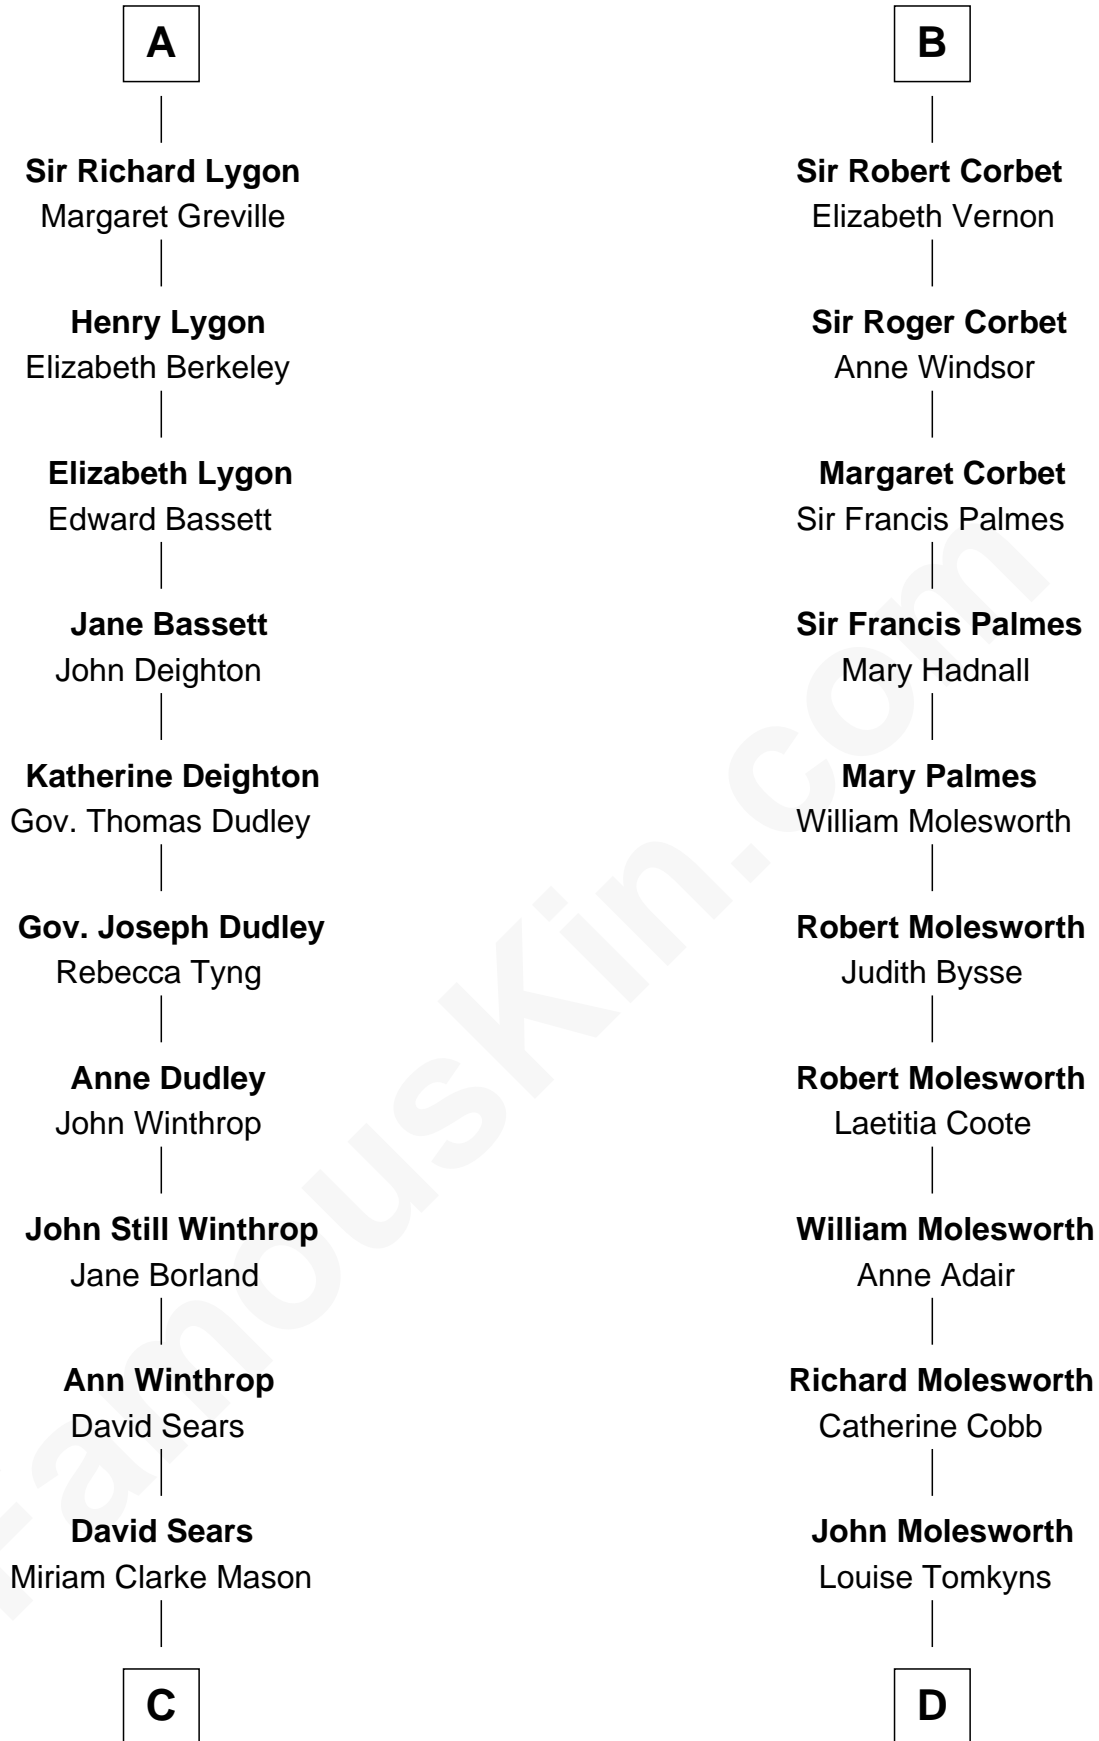 A
Sir Richard Lygon
Margaret Greville
Henry Lygon
Elizabeth Berkeley
Elizabeth Lygon
Edward Bassett
Jane Bassett
John Deighton
Katherine Deighton
Gov. Thomas Dudley
Gov. Joseph Dudley
Rebecca Tyng
Anne Dudley
John Winthrop
John Still Winthrop
Jane Borland
Ann Winthrop
David Sears
David Sears
Miriam Clarke Mason
C
B
Sir Robert Corbet
Elizabeth Vernon
Sir Roger Corbet
Anne Windsor
Margaret Corbet
Sir Francis Palmes
Sir Francis Palmes
Mary Hadnall
Mary Palmes
William Molesworth
Robert Molesworth
Judith Bysse
Robert Molesworth
Laetitia Coote
William Molesworth
Anne Adair
Richard Molesworth
Catherine Cobb
John Molesworth
Louise Tomkyns
D
FamousKin.com